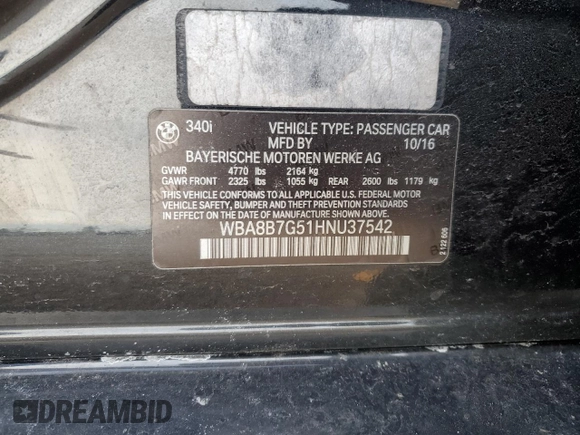 340i VEHICLE TYPE: PASSENGER CAR
MFD BY 10/16
BAYERISCHE MOTOREN WERKE AG
GVWR 4770 lbs 2164 kg
GAWR FRONT 2325 lbs 1055 kg REAR 2600 lbs 1179 kg
THIS VEHICLE CONFORMS TO ALL APPLICABLE U.S. FEDERAL MOTOR
VEHICLE SAFETY, BUMPER AND THEFT PREVENTION STANDARDS IN
EFFECT ON THE DATE OF MANUFACTURE SHOWN ABOVE.
WBA8B7G51HNU37542
2 122 606
DREAMBID